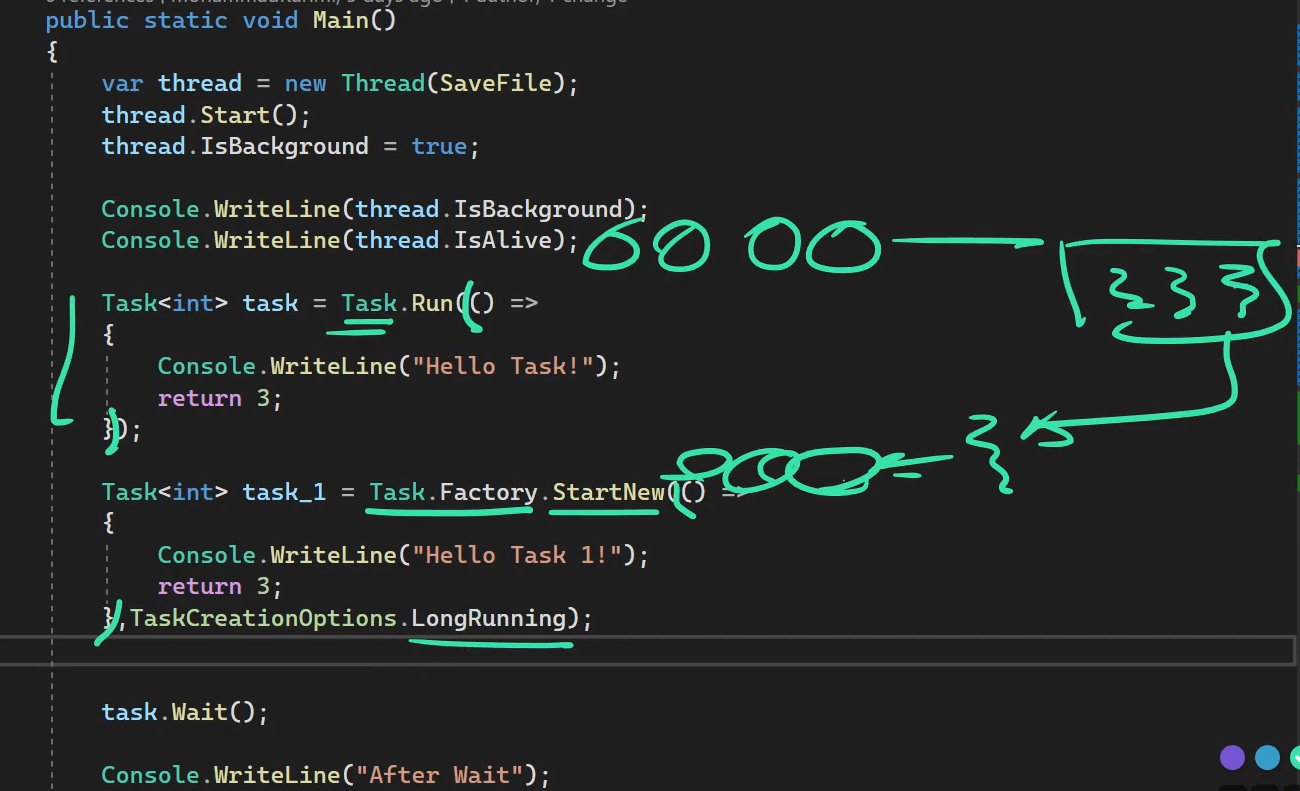 public static void Main()
{
var thread = new Thread(SaveFile);
thread.Start();
thread.IsBackground = true;
Console.WriteLine(thread.IsBackground);
Console.WriteLine(thread.IsAlive);
Task<int> task = Task.Run(() =>
{
Console.WriteLine("Hello Task!");
return 3;
});
Task<int> task_1 = Task.Factory.StartNew(() =>
{
Console.WriteLine("Hello Task 1!");
return 3;
},TaskCreationOptions.LongRunning);
task.Wait();
Console.WriteLine("After Wait");